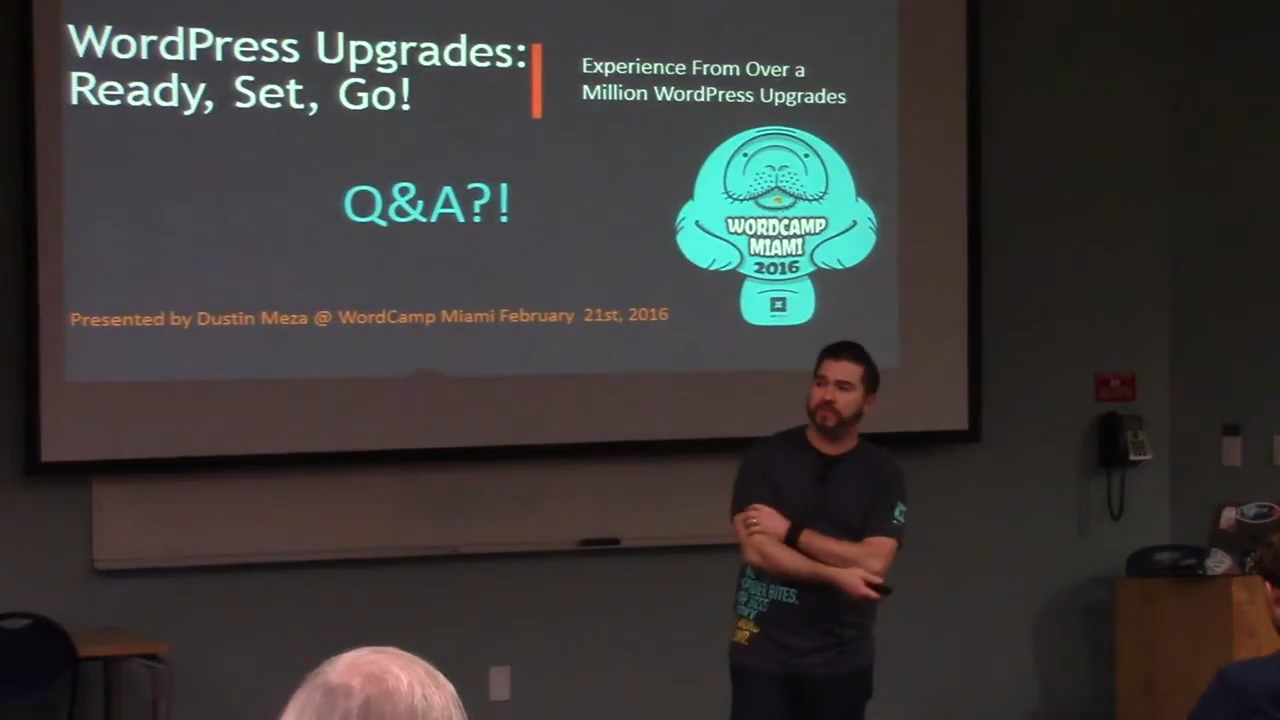 WordPress Upgrades:
Ready, Set, Go!
Experience From Over a
Million WordPress Upgrades
Q&A?!
WORDCAMP
MIAMI
2016
Presented by Dustin Meza @ WordCamp Miami February 21st, 2016
BITES,